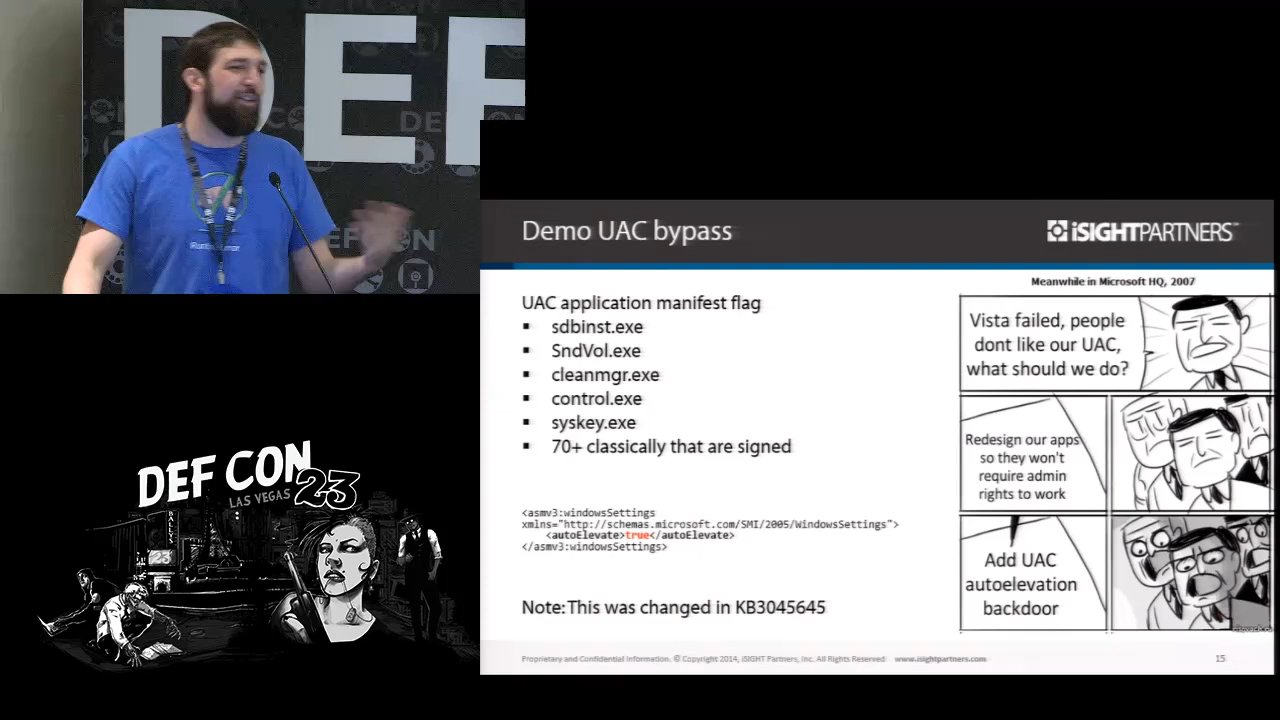 DEF
DEF
DEFCON
Demo UAC bypass
iSIGHTPARTNERS
UAC application manifest flag
sdbinst.exe
SndVol.exe
cleanmgr.exe
control.exe
syskey.exe
70+ classically that are signed
<asmv3:windowsSettings
xmlns="http://schemas.microsoft.com/SMI/2005/WindowsSettings">
<autoElevate>true</autoElevate>
</asmv3:windowsSettings>
Note: This was changed in KB3045645
Meanwhile in Microsoft HQ, 2007
Vista failed, people
dont like our UAC,
what should we do?
Redesign our apps
so they won't
require admin
rights to work
Add UAC
autoelevation
backdoor
Proprietary and Confidential Information. © Copyright 2014, iSIGHT Partners, Inc. All Rights Reserved www.isightpartners.com
15
DEF CON
LAS VEGAS 23
BALLYS